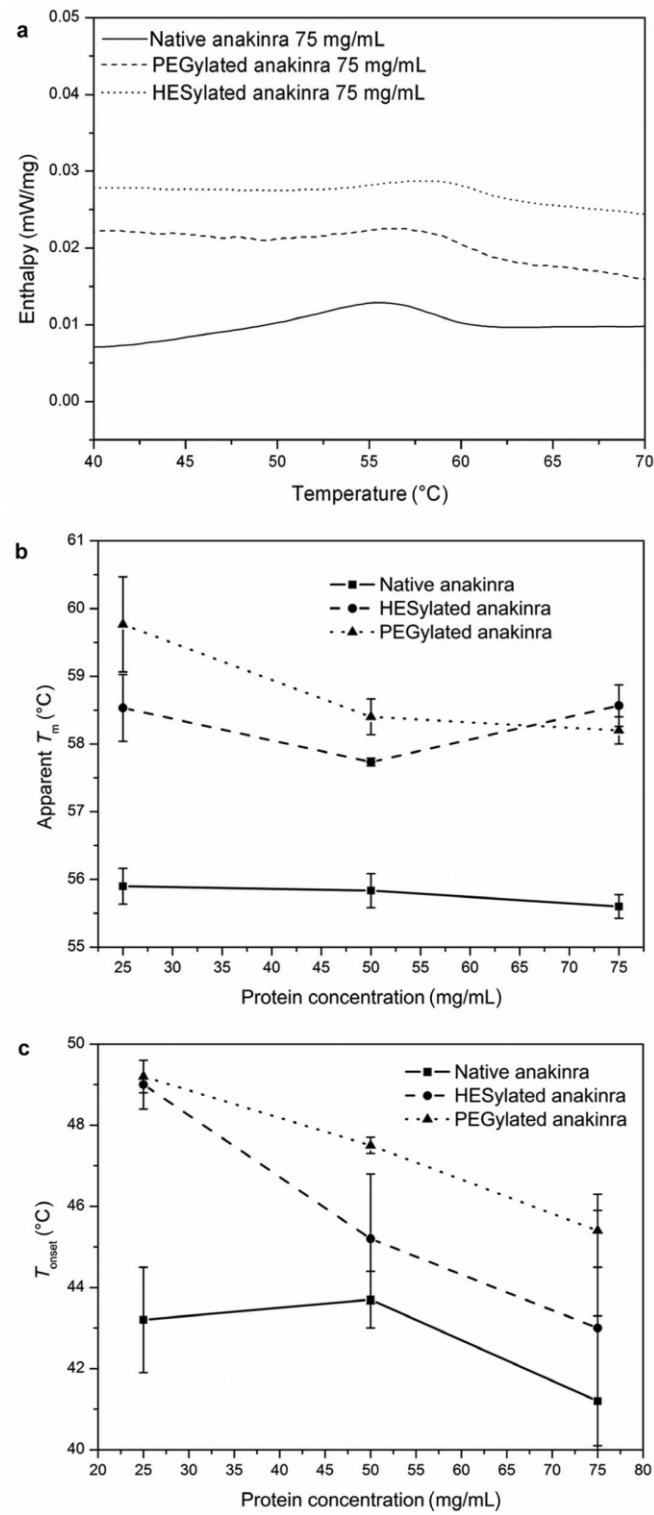 a
0.05
0.04
0.03
0.02
0.01
0.00
Enthalpy (mW/mg)
Native anakinra 75 mg/mL
PEGylated anakinra 75 mg/mL
HESylated anakinra 75 mg/mL
40 45 50 55 60 65 70
Temperature (°C)
b
61
60
59
58
57
56
55
Apparent Tm (°C)
Native anakinra
HESylated anakinra
PEGylated anakinra
25 30 35 40 45 50 55 60 65 70 75
Protein concentration (mg/mL)
c
50
48
46
44
42
40
Tonset (°C)
Native anakinra
HESylated anakinra
PEGylated anakinra
20 25 30 35 40 45 50 55 60 65 70 75 80
Protein concentration (mg/mL)